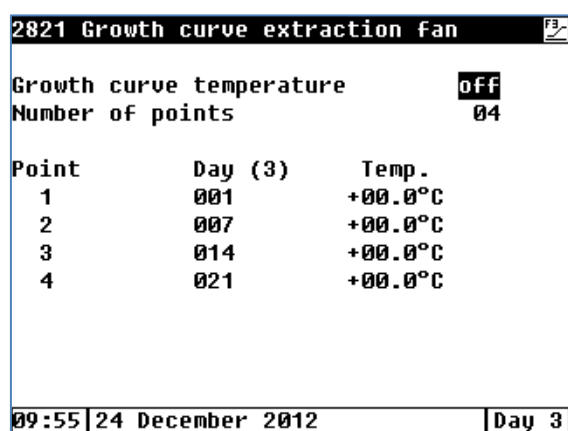 2821 Growth curve extraction fan F3
Growth curve temperature off
Number of points 04
Point Day (3) Temp.
1 001 +00.0°C
2 007 +00.0°C
3 014 +00.0°C
4 021 +00.0°C
09:55 24 December 2012 Day 3